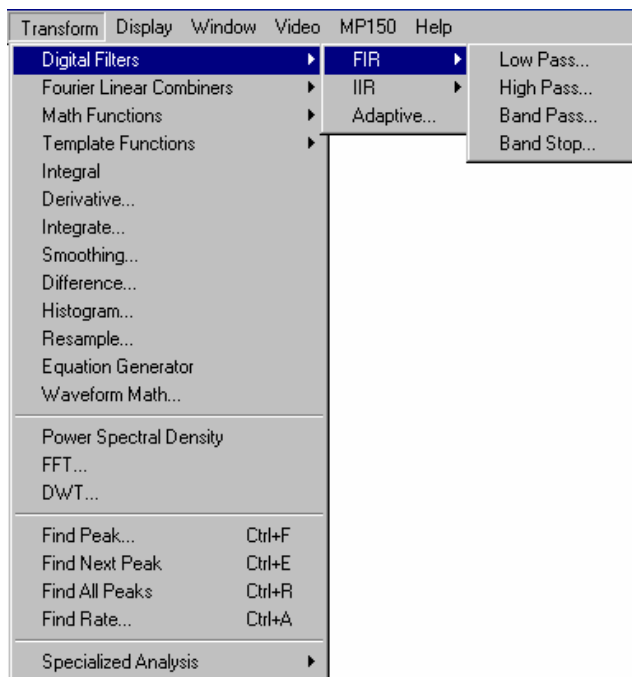 Transform Display Window Video MP150 Help
Digital Filters FIR Low Pass...
Fourier Linear Combiners IIR High Pass...
Math Functions Adaptive... Band Pass...
Template Functions Band Stop...
Integral
Derivative...
Integrate...
Smoothing...
Difference...
Histogram...
Resample...
Equation Generator
Waveform Math...
Power Spectral Density
FFT...
DWT...
Find Peak... Ctrl+F
Find Next Peak Ctrl+E
Find All Peaks Ctrl+R
Find Rate... Ctrl+A
Specialized Analysis